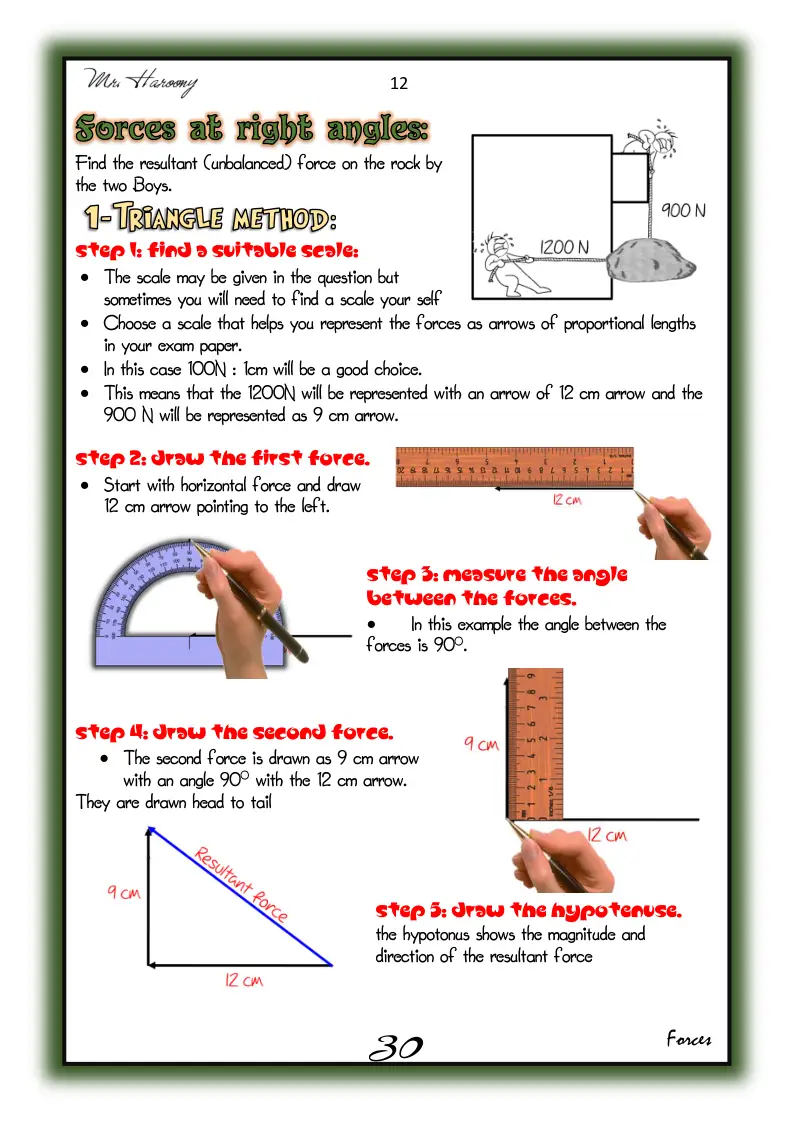 Mr. Haroony
12
Forces at right angles:
Find the resultant (unbalanced) force on the rock by
the two Boys.
900 N
1200 N
1-Triangle method:
step 1: find a suitable scale:
• The scale may be given in the question but
sometimes you will need to find a scale your self
• Choose a scale that helps you represent the forces as arrows of proportional lengths
in your exam paper.
• In this case 100N : 1cm will be a good choice.
• This means that the 1200N will be represented with an arrow of 12 cm arrow and the
900 N will be represented as 9 cm arrow.
step 2: draw the first force.
• Start with horizontal force and draw
12 cm arrow pointing to the left.
12 cm
step 3: measure the angle
between the forces.
• In this example the angle between the
forces is 90⁰.
step 4: draw the second force.
• The second force is drawn as 9 cm arrow
with an angle 90⁰ with the 12 cm arrow.
They are drawn head to tail
9 cm
12 cm
Resultant force
9 cm
12 cm
step 5: draw the hypotenuse.
the hypotonus shows the magnitude and
direction of the resultant force
30
Forces